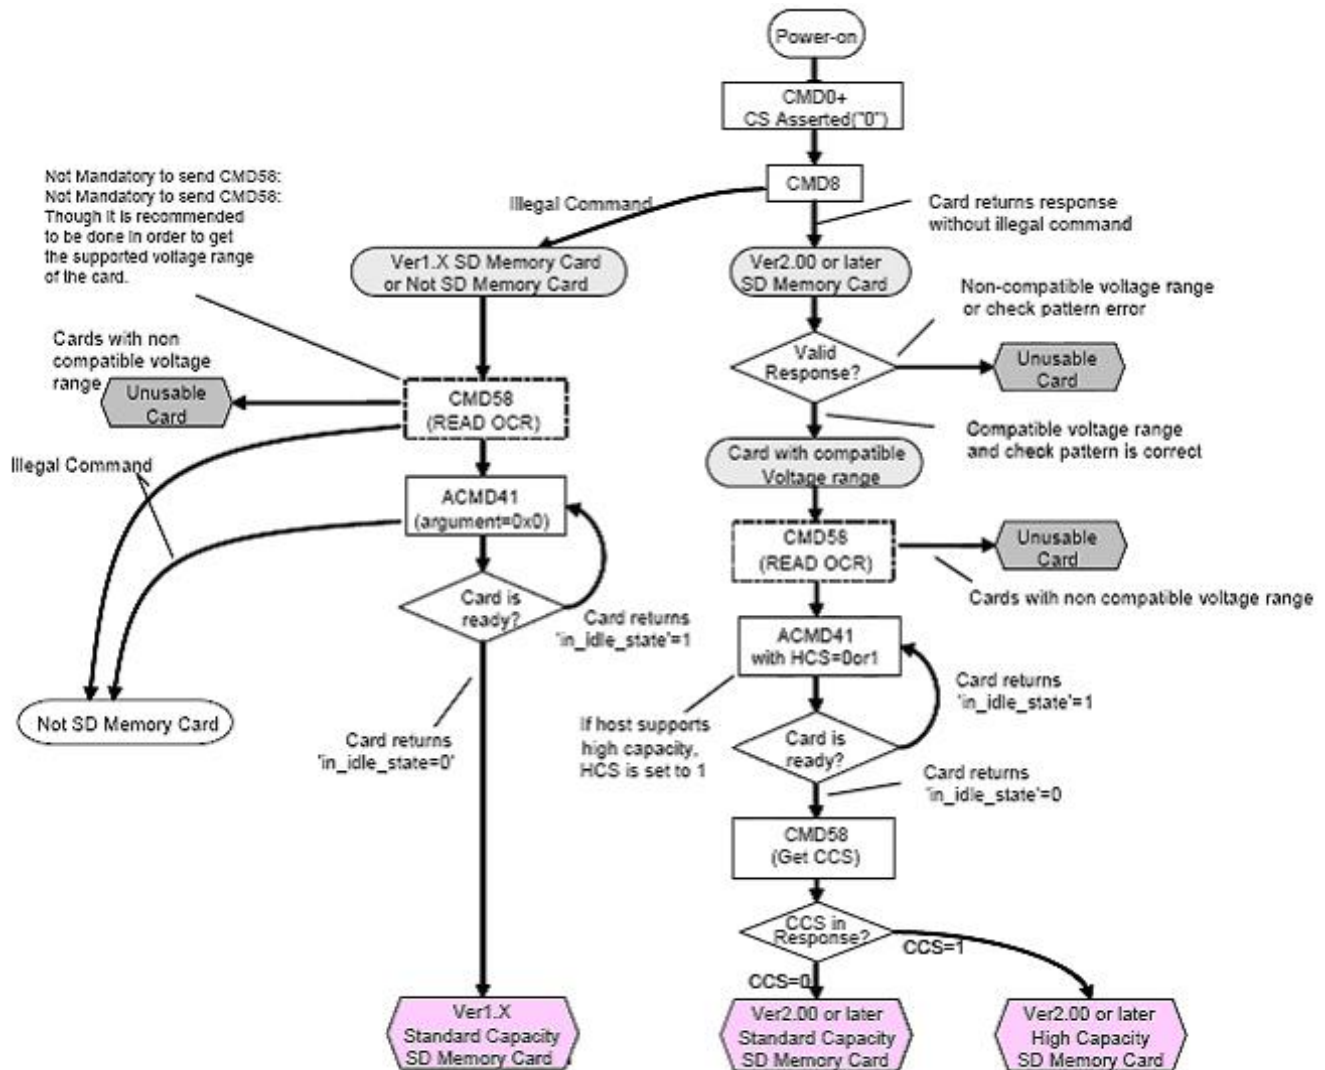 Power-on
CMD0+
CS Asserted("0")
Not Mandatory to send CMD58:
Not Mandatory to send CMD58:
Though it is recommended
to be done in order to get
the supported voltage range
of the card.
CMD8
Illegal Command
Card returns response
without illegal command
Ver1.X SD Memory Card
or Not SD Memory Card
Ver2.00 or later
SD Memory Card
Non-compatible voltage range
or check pattern error
Cards with non
compatible voltage
range
Valid
Response?
Unusable
Card
Unusable
Card
CMD58
(READ OCR)
Compatible voltage range
and check pattern is correct
Illegal Command
Card with compatible
Voltage range
ACMD41
(argument=0x0)
CMD58
(READ OCR)
Unusable
Card
Cards with non compatible voltage range
Card is
ready?
Card returns
'in_idle_state'=1
ACMD41
with HCS=0or1
Card returns
'in_idle_state'=1
Not SD Memory Card
Card returns
'in_idle_state=0'
If host supports
high capacity,
HCS is set to 1
Card is
ready?
Card returns
'in_idle_state'=0
CMD58
(Get CCS)
CCS in
Response?
CCS=1
CCS=0
Ver1.X
Standard Capacity
SD Memory Card
Ver2.00 or later
Standard Capacity
SD Memory Card
Ver2.00 or later
High Capacity
SD Memory Card